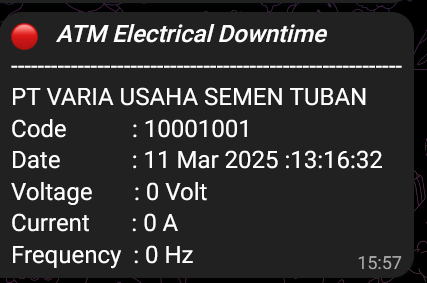 🔴 ATM Electrical Downtime
----------------------------------------------------------
PT VARIA USAHA SEMEN TUBAN
Code : 10001001
Date : 11 Mar 2025 :13:16:32
Voltage : 0 Volt
Current : 0 A
Frequency : 0 Hz
15:57